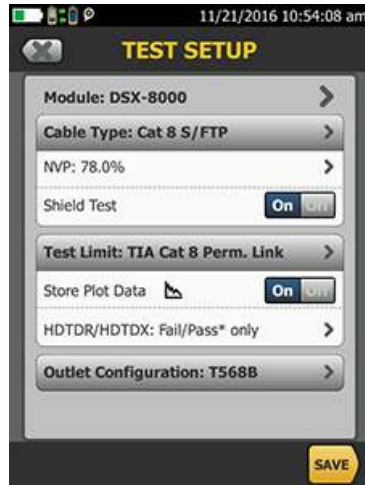 11/21/2016 10:54:08 am
TEST SETUP
Module: DSX-8000
Cable Type: Cat 8 S/FTP
NVP: 78.0%
Shield Test On Off
Test Limit: TIA Cat 8 Perm. Link
Store Plot Data On Off
HDTDR/HDTDX: Fail/Pass* only
Outlet Configuration: T568B
SAVE